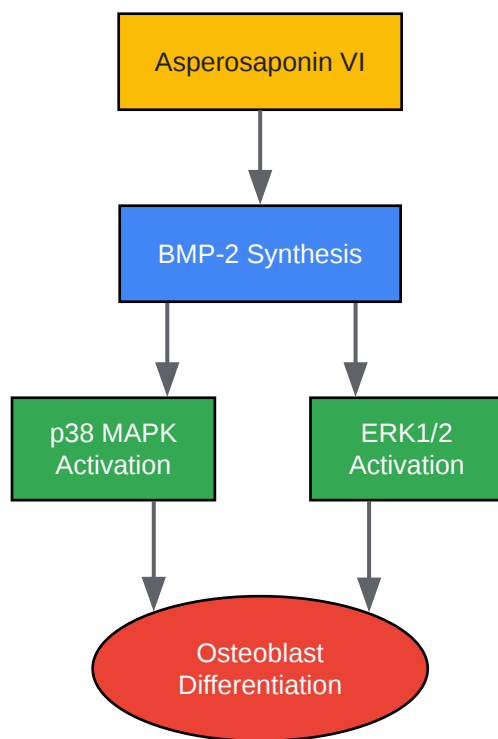 Asperosaponin VI
BMP-2 Synthesis
p38 MAPK
Activation
ERK1/2
Activation
Osteoblast
Differentiation